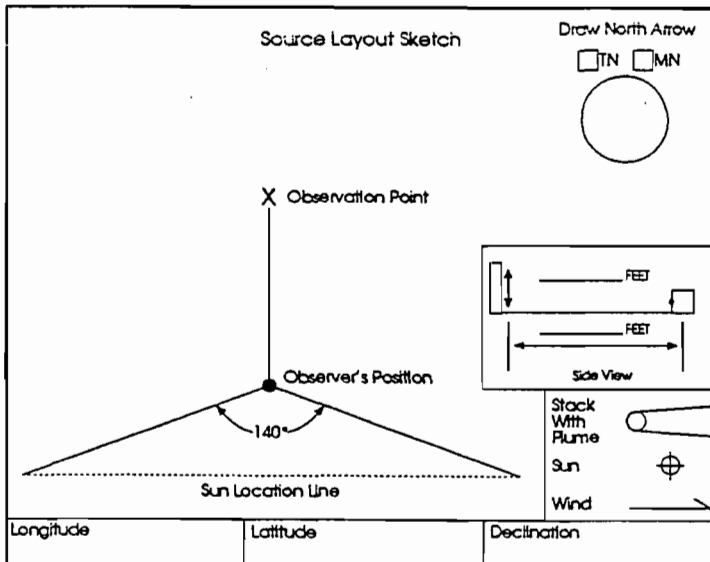 Source Layout Sketch
Draw North Arrow
TN MN
X Observation Point
FEET
FEET
Side View
Observer's Position
140°
Sun Location Line
Stack
With
Plume
Sun
Wind
Longitude
Latitude
Declination